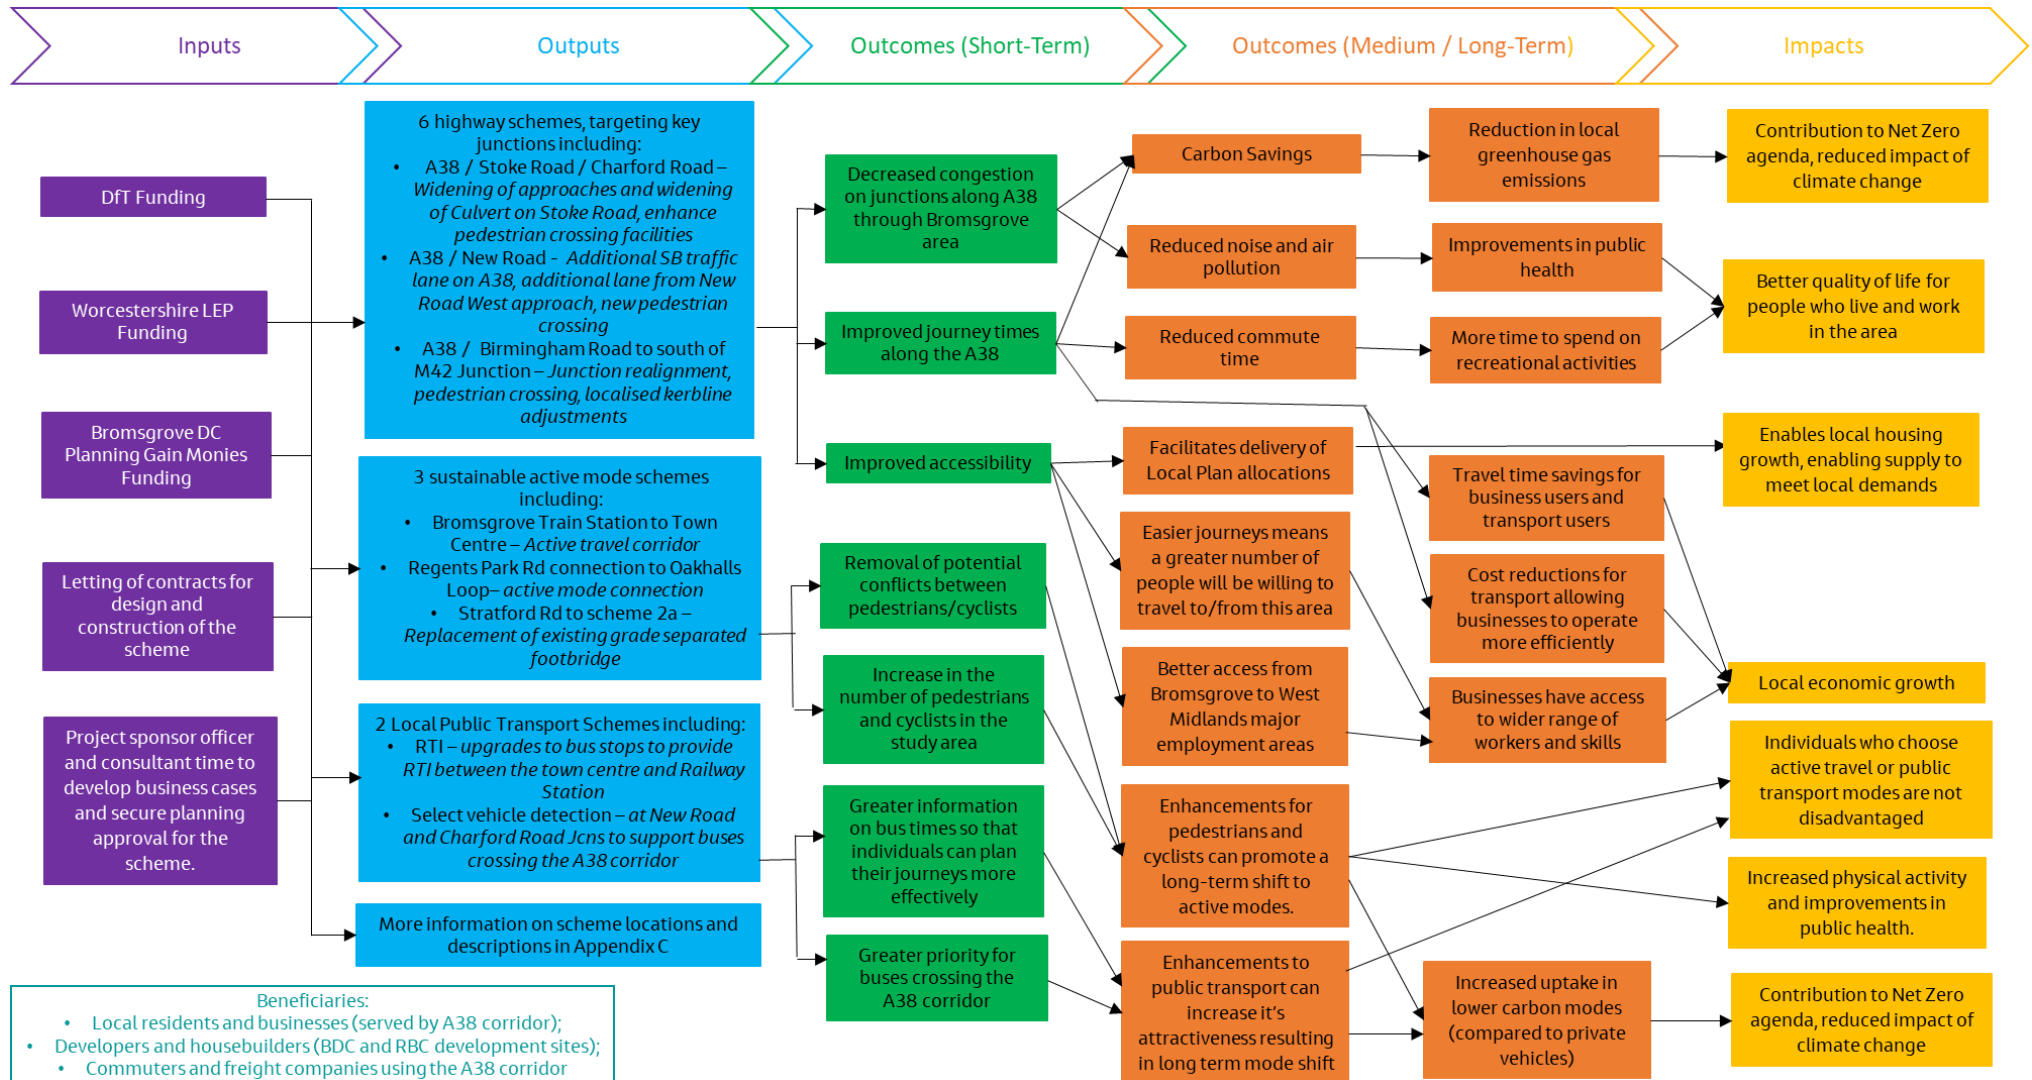 Inputs
Outputs
Outcomes (Short-Term)
Outcomes (Medium / Long-Term)
Impacts
DfT Funding
Worcestershire LEP
Funding
Bromsgrove DC
Planning Gain Monies
Funding
Letting of contracts for
design and
construction of the
scheme
Project sponsor officer
and consultant time to
develop business cases
and secure planning
approval for the
scheme.
6 highway schemes, targeting key
junctions including:
• A38 / Stoke Road / Charford Road –
Widening of approaches and widening
of Culvert on Stoke Road, enhance
pedestrian crossing facilities
• A38 / New Road - Additional SB traffic
lane on A38, additional lane from New
Road West approach, new pedestrian
crossing
• A38 / Birmingham Road to south of
M42 Junction – Junction realignment,
pedestrian crossing, localised kerbline
adjustments
3 sustainable active mode schemes
including:
• Bromsgrove Train Station to Town
Centre – Active travel corridor
• Regents Park Rd connection to Oakhalls
Loop– active mode connection
• Stratford Rd to scheme 2a –
Replacement of existing grade separated
footbridge
2 Local Public Transport Schemes including:
• RTI – upgrades to bus stops to provide
RTI between the town centre and Railway
Station
• Select vehicle detection – at New Road
and Charford Road Jcns to support buses
crossing the A38 corridor
More information on scheme locations and
descriptions in Appendix C
Decreased congestion
on junctions along A38
through Bromsgrove
area
Improved journey times
along the A38
Improved accessibility
Removal of potential
conflicts between
pedestrians/cyclists
Increase in the
number of pedestrians
and cyclists in the
study area
Greater information
on bus times so that
individuals can plan
their journeys more
effectively
Greater priority for
buses crossing the
A38 corridor
Carbon Savings
Reduced noise and air
pollution
Reduced commute
time
Facilitates delivery of
Local Plan allocations
Easier journeys means
a greater number of
people will be willing to
travel to/from this area
Better access from
Bromsgrove to West
Midlands major
employment areas
Enhancements for
pedestrians and
cyclists can promote a
long-term shift to
active modes.
Enhancements to
public transport can
increase it's
attractiveness resulting
in long term mode shift
Reduction in local
greenhouse gas
emissions
Improvements in public
health
More time to spend on
recreational activities
Travel time savings for
business users and
transport users
Cost reductions for
transport allowing
businesses to operate
more efficiently
Businesses have access
to wider range of
workers and skills
Increased uptake in
lower carbon modes
(compared to private
vehicles)
Contribution to Net Zero
agenda, reduced impact of
climate change
Better quality of life for
people who live and work
in the area
Enables local housing
growth, enabling supply to
meet local demands
Local economic growth
Individuals who choose
active travel or public
transport modes are not
disadvantaged
Increased physical activity
and improvements in
public health.
Contribution to Net Zero
agenda, reduced impact of
climate change
Beneficiaries:
• Local residents and businesses (served by A38 corridor);
• Developers and housebuilders (BDC and RBC development sites);
• Commuters and freight companies using the A38 corridor